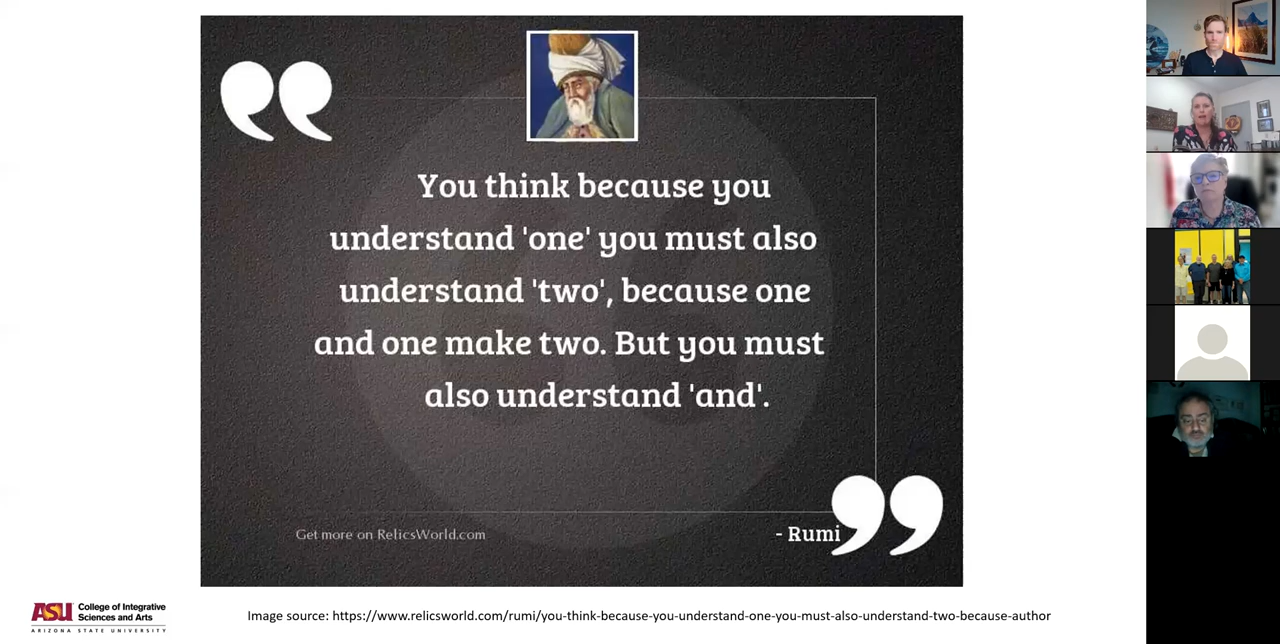 You think because you
understand 'one' you must also
understand 'two', because one
and one make two. But you must
also understand 'and'.
Get more on RelicsWorld.com
- Rumi
ASU College of Integrative
Sciences and Arts
ARIZONA STATE UNIVERSITY
Image source: https://www.relicsworld.com/rumi/you-think-because-you-understand-one-you-must-also-understand-two-because-author